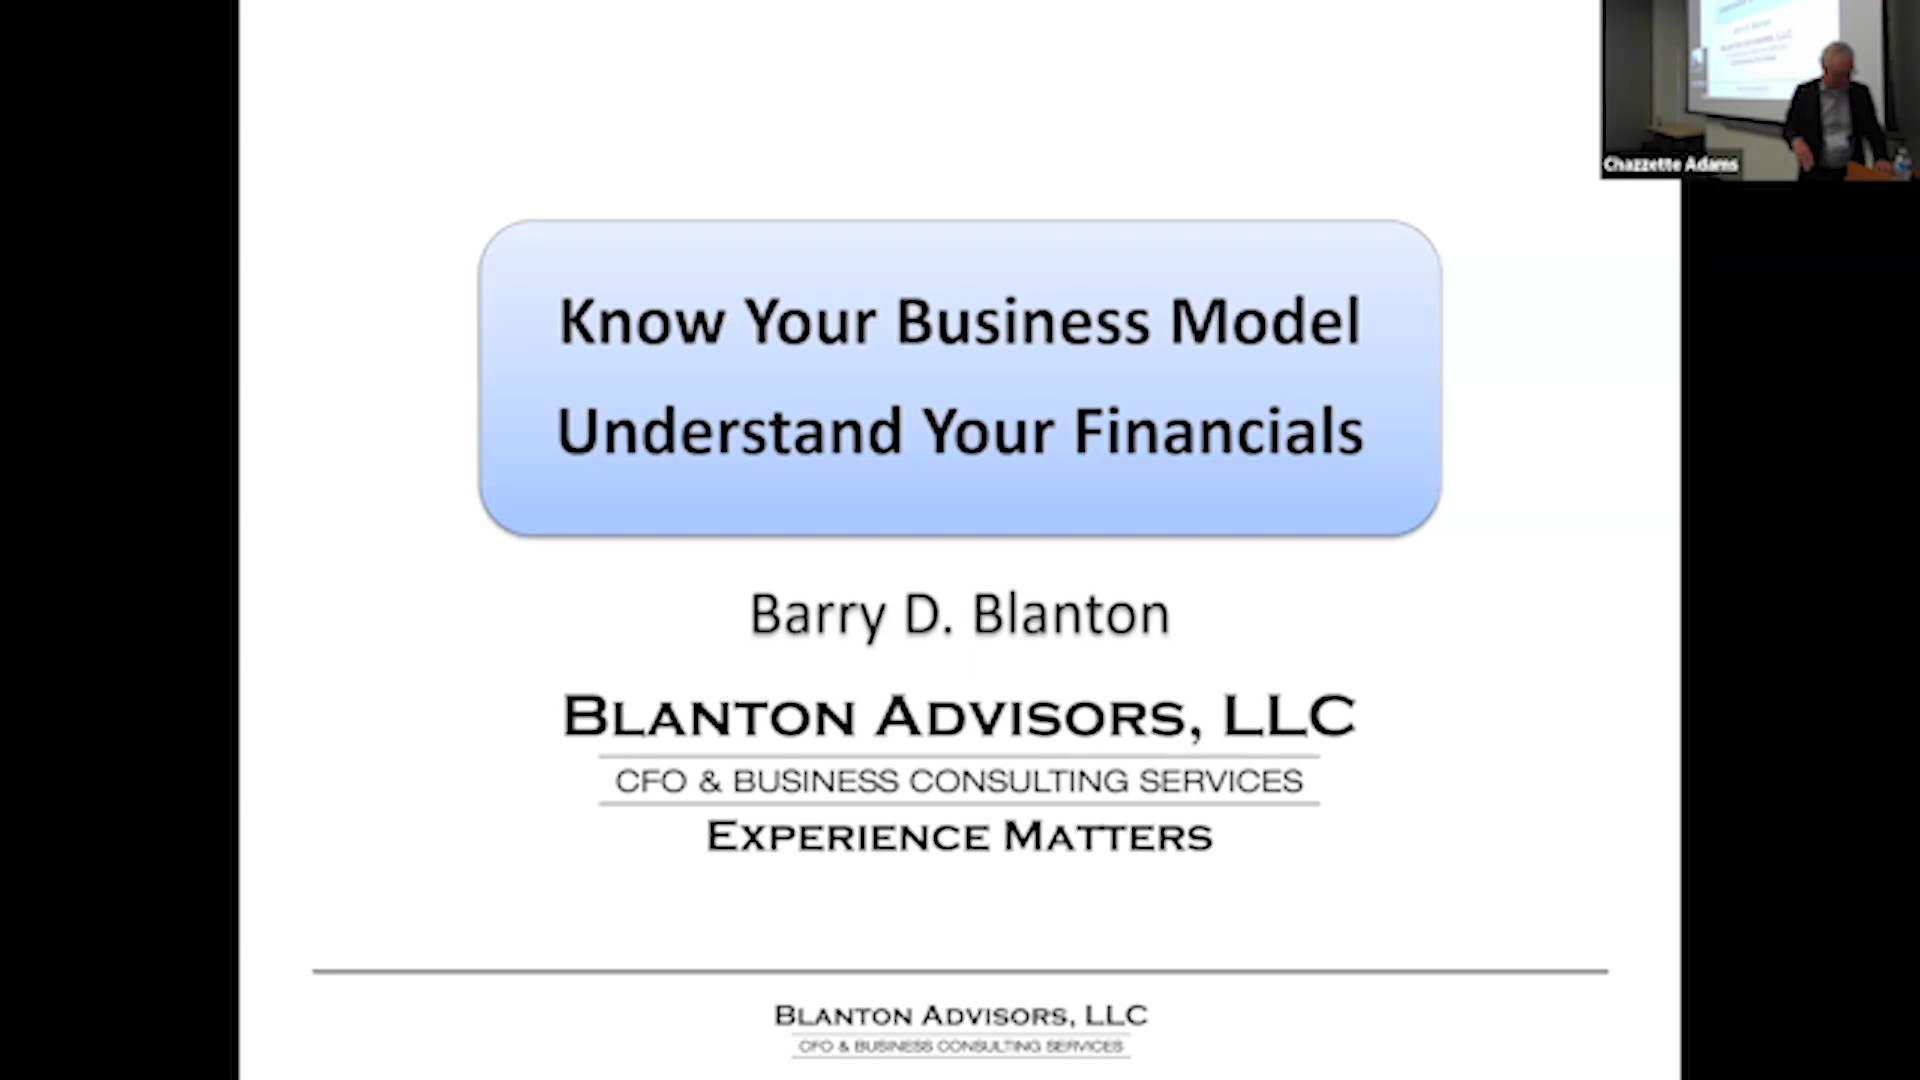 Know Your Business Model
Understand Your Financials
Barry D. Blanton
BLANTON ADVISORS, LLC
CFO & BUSINESS CONSULTING SERVICES
EXPERIENCE MATTERS
BLANTON ADVISORS, LLC
CFO & BUSINESS CONSULTING SERVICES
Chazzette Adams